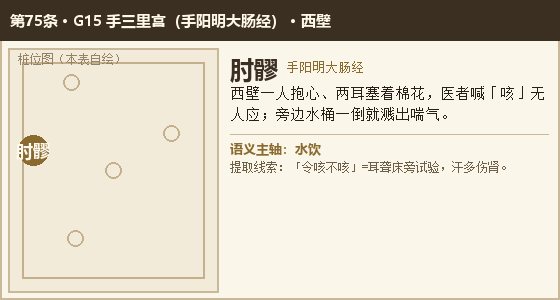 第75条・G15 手三里宫（手阳明大肠经）・西壁
桩位图（本表自绘）
肘髎
肘髎 手阳明大肠经
西壁一人抱心、两耳塞着棉花，医者喊「咳」无
人应；旁边水桶一倒就溅出喘气。
语义主轴：水饮
提取线索：「令咳不咳」=耳聋床旁试验，汗多伤肾。